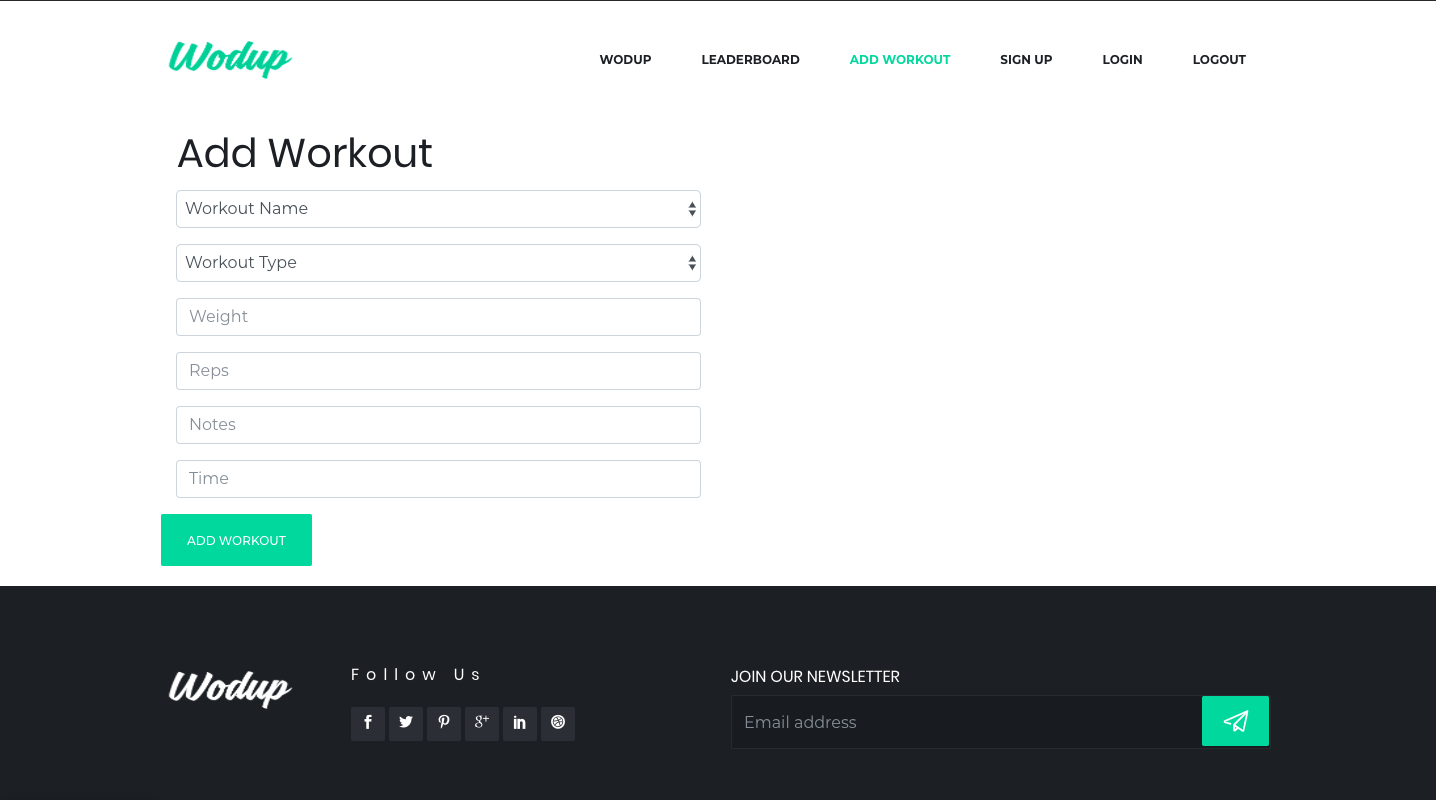 Wodup
WODUP LEADERBOARD ADD WORKOUT SIGN UP LOGIN LOGOUT
Add Workout
Workout Name
Workout Type
Weight
Reps
Notes
Time
ADD WORKOUT
Wodup
Follow Us
JOIN OUR NEWSLETTER
Email address